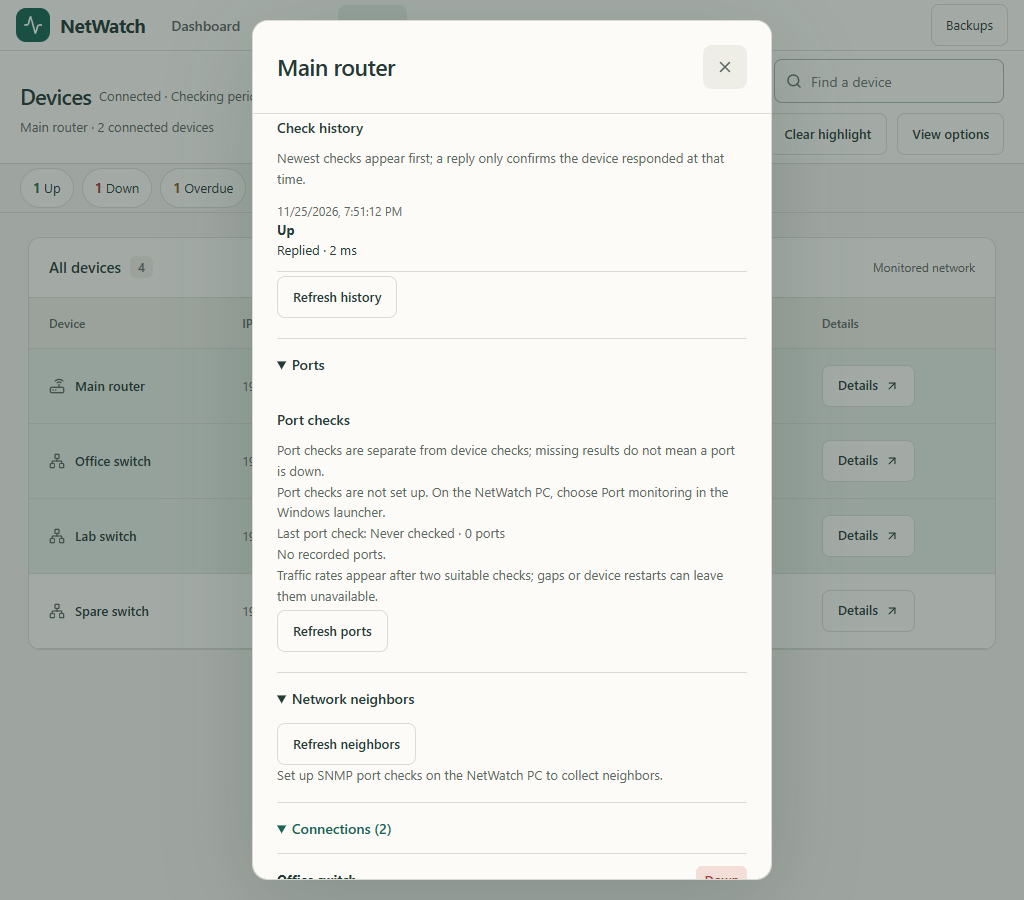 NetWatch
Dashboard
Backups
Devices
Connected · Checking
Main router · 2 connected devices
Find a device
Clear highlight
View options
1 Up
1 Down
1 Overdue
All devices 4
Monitored network
Device
Details
Main router
Details
Office switch
Details
Lab switch
Details
Spare switch
Details
Main router
Check history
Newest checks appear first; a reply only confirms the device responded at that
time.
11/25/2026, 7:51:12 PM
Up
Replied · 2 ms
Refresh history
Ports
Port checks
Port checks are separate from device checks; missing results do not mean a port
is down.
Port checks are not set up. On the NetWatch PC, choose Port monitoring in the
Windows launcher.
Last port check: Never checked · 0 ports
No recorded ports.
Traffic rates appear after two suitable checks; gaps or device restarts can leave
them unavailable.
Refresh ports
Network neighbors
Refresh neighbors
Set up SNMP port checks on the NetWatch PC to collect neighbors.
Connections (2)
Office switch
Down